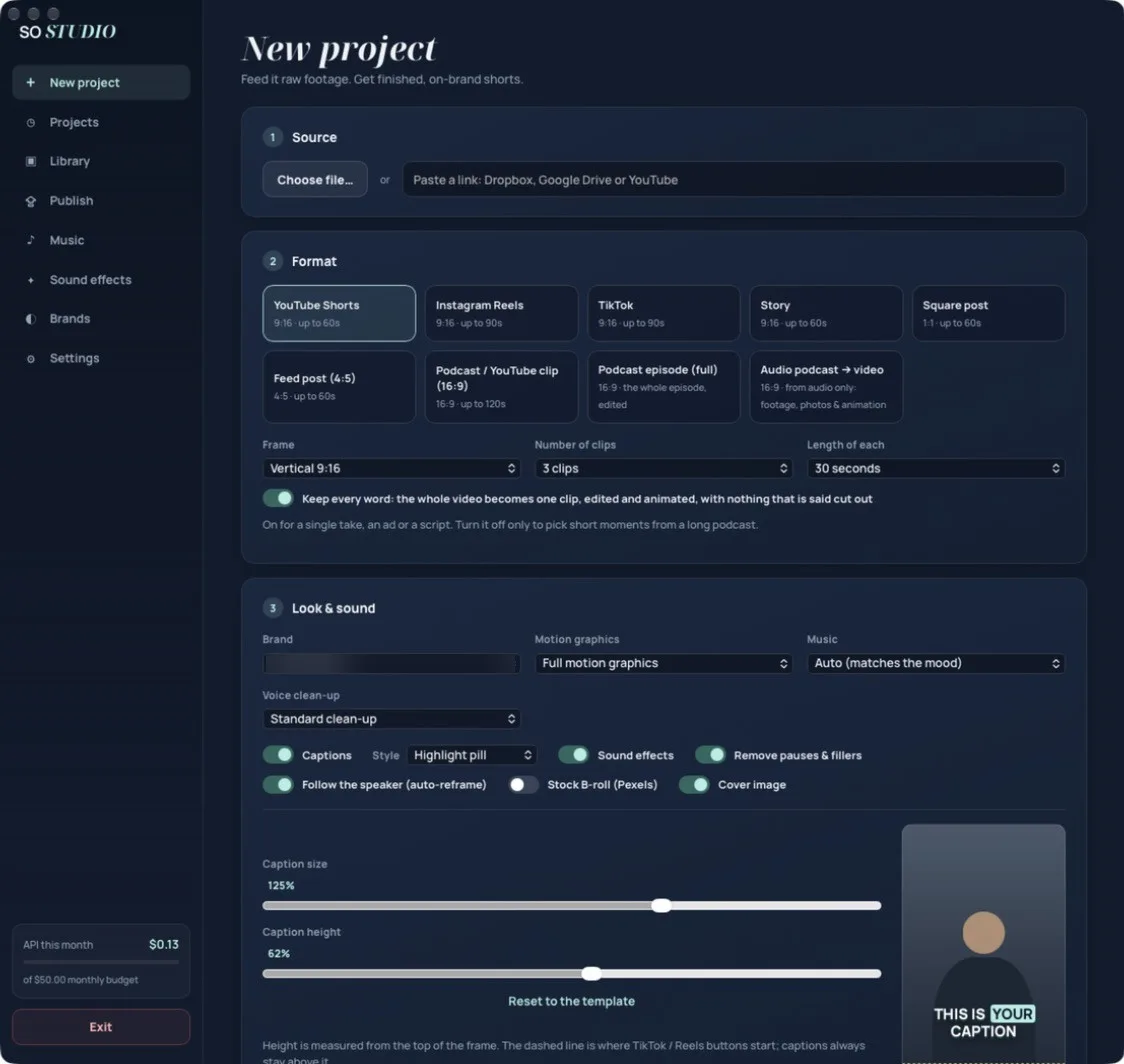 SO STUDIO
New project
Projects
Library
Publish
Music
Sound effects
Brands
Settings
API this month $0.13
of $50.00 monthly budget
Exit
New project
Feed it raw footage. Get finished, on-brand shorts.
1 Source
Choose file… or Paste a link: Dropbox, Google Drive or YouTube
2 Format
YouTube Shorts
9:16 · up to 60s
Instagram Reels
9:16 · up to 90s
TikTok
9:16 · up to 90s
Story
9:16 · up to 60s
Square post
1:1 · up to 60s
Feed post (4:5)
4:5 · up to 60s
Podcast / YouTube clip
(16:9)
16:9 · up to 120s
Podcast episode (full)
16:9 · the whole episode,
edited
Audio podcast → video
16:9 · from audio only:
footage, photos & animation
Frame
Vertical 9:16
Number of clips
3 clips
Length of each
30 seconds
Keep every word: the whole video becomes one clip, edited and animated, with nothing that is said cut out
On for a single take, an ad or a script. Turn it off only to pick short moments from a long podcast.
3 Look & sound
Brand
Motion graphics
Full motion graphics
Music
Auto (matches the mood)
Voice clean-up
Standard clean-up
Captions Style Highlight pill Sound effects Remove pauses & fillers
Follow the speaker (auto-reframe) Stock B-roll (Pexels) Cover image
Caption size
125%
Caption height
62%
Reset to the template
Height is measured from the top of the frame. The dashed line is where TikTok / Reels buttons start; captions always
stay above it.
THIS IS YOUR
CAPTION